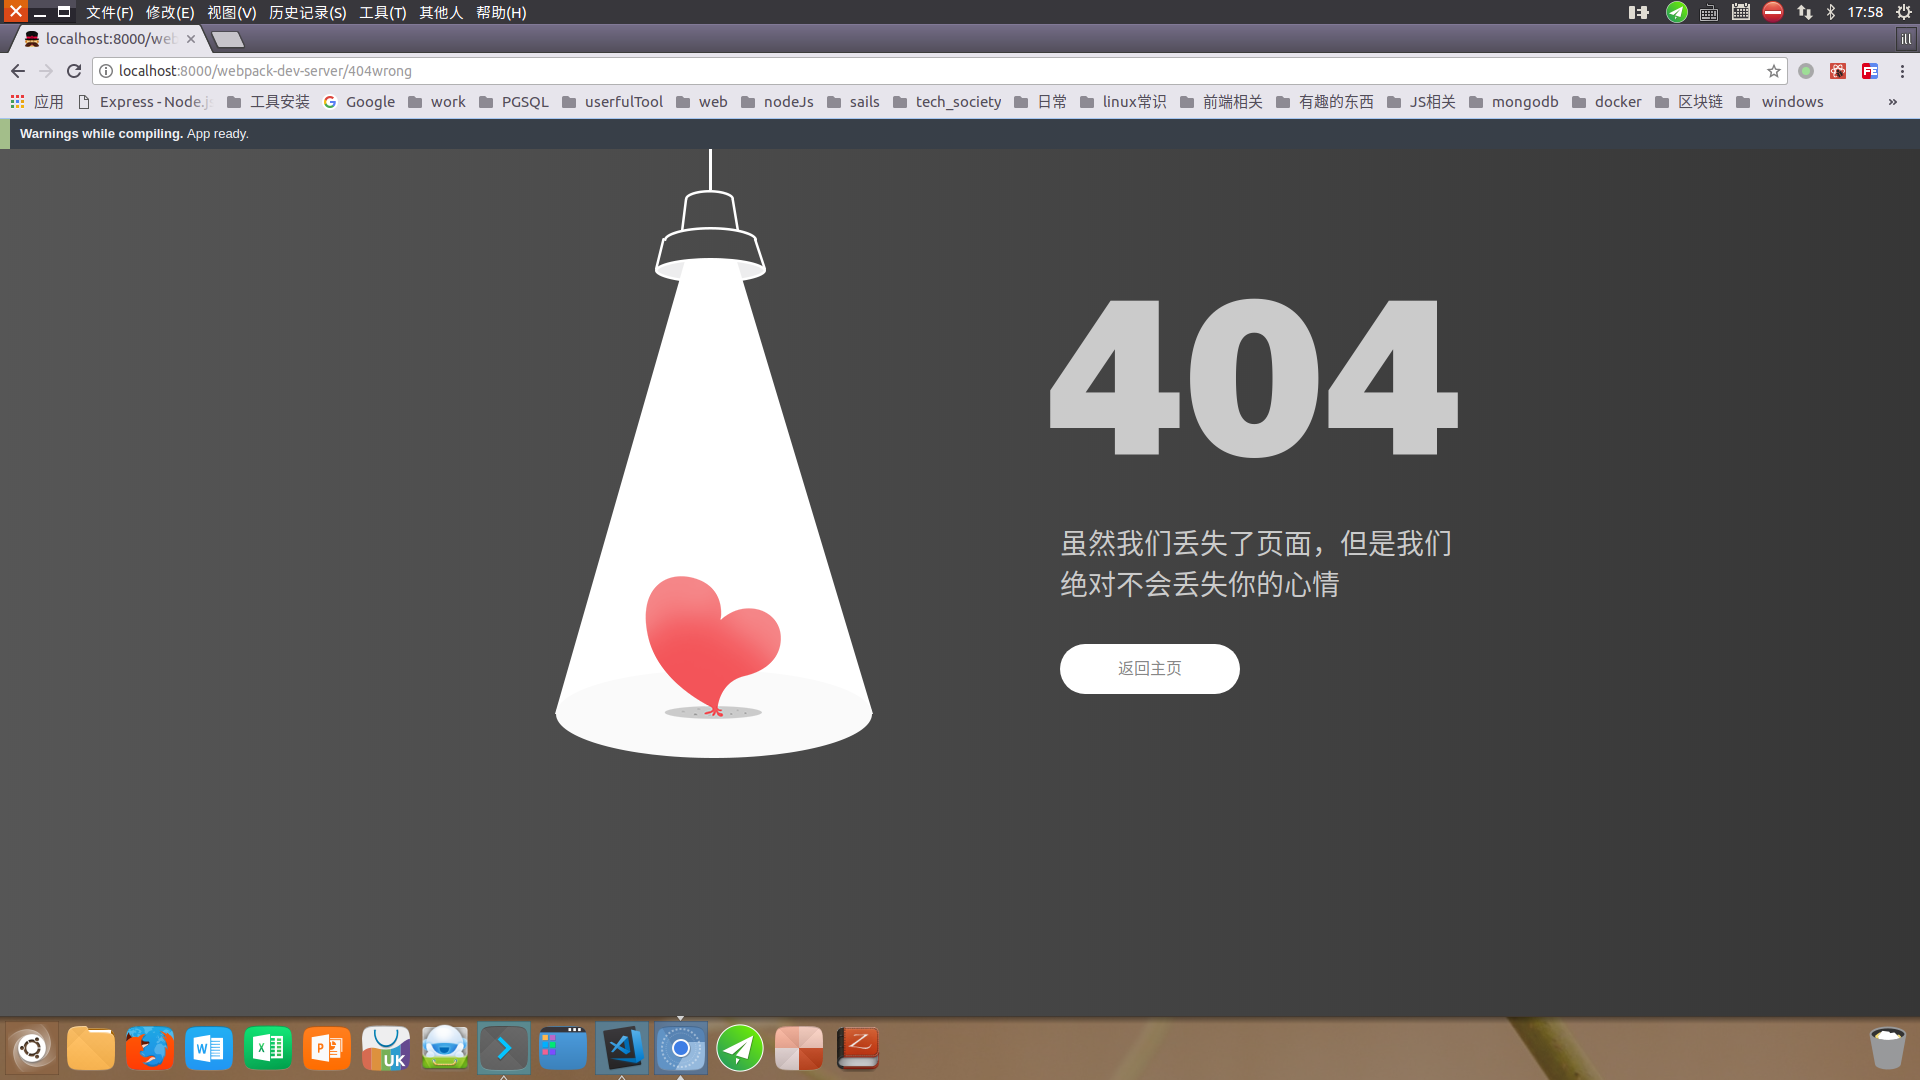 文件(F) 修改(E) 视图(V) 历史记录(S) 工具(T) 其他人 帮助(H)
17:58
localhost:8000/web
ill
localhost:8000/webpack-dev-server/404wrong
FE
应用 Express - Node.js Google 工具安装 work PGSQL userfulTool web nodeJs sails tech_society 日常 linux常识 前端相关 有趣的东西 JS相关 mongodb docker 区块链 windows »
Warnings while compiling. App ready.
404
虽然我们丢失了页面，但是我们
绝对不会丢失你的心情
返回主页
W X P UK Z